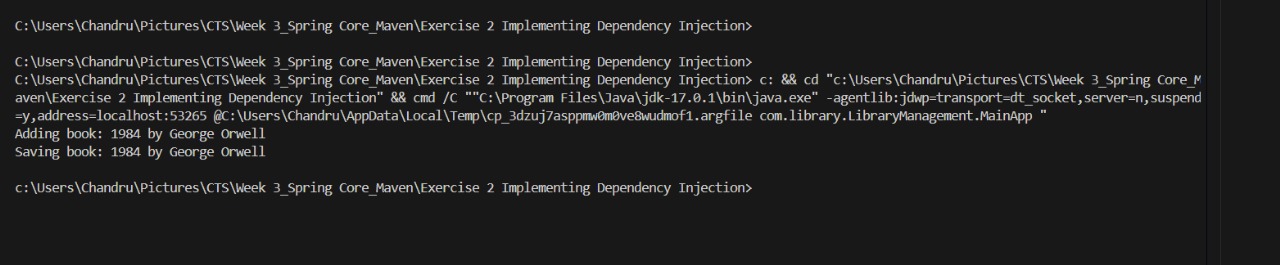 C:\Users\Chandru\Pictures\CTS\Week 3_Spring Core_Maven\Exercise 2 Implementing Dependency Injection>
C:\Users\Chandru\Pictures\CTS\Week 3_Spring Core_Maven\Exercise 2 Implementing Dependency Injection>
C:\Users\Chandru\Pictures\CTS\Week 3_Spring Core_Maven\Exercise 2 Implementing Dependency Injection> c: && cd "c:\Users\Chandru\Pictures\CTS\Week 3_Spring Core_M
aven\Exercise 2 Implementing Dependency Injection" && cmd /C ""C:\Program Files\Java\jdk-17.0.1\bin\java.exe" -agentlib:jdwp=transport=dt_socket,server=n,suspend
=y,address=localhost:53265 @C:\Users\Chandru\AppData\Local\Temp\cp_3dzuj7asppmw0m0ve8wudmof1.argfile com.library.LibraryManagement.MainApp "
Adding book: 1984 by George Orwell
Saving book: 1984 by George Orwell
c:\Users\Chandru\Pictures\CTS\Week 3_Spring Core_Maven\Exercise 2 Implementing Dependency Injection>